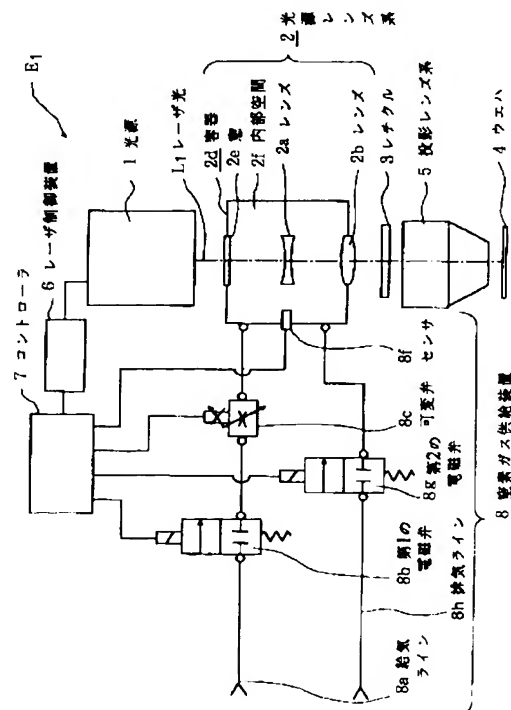 E1
7 コントローラ
6 レーザ制御装置
1 光源
L1 レーザ光
2d 容器
2e 窓
2f 内部空間
2a レンズ
2b レンズ
2 光源レンズ系
3 レチクル
5 投影レンズ系
4 ウエハ
8f センサ
8c 可変弁
8g 第2の
電磁弁
8b 第1の
電磁弁
8h 排気ライン
8a 給気
ライン
8 窒素ガス供給装置